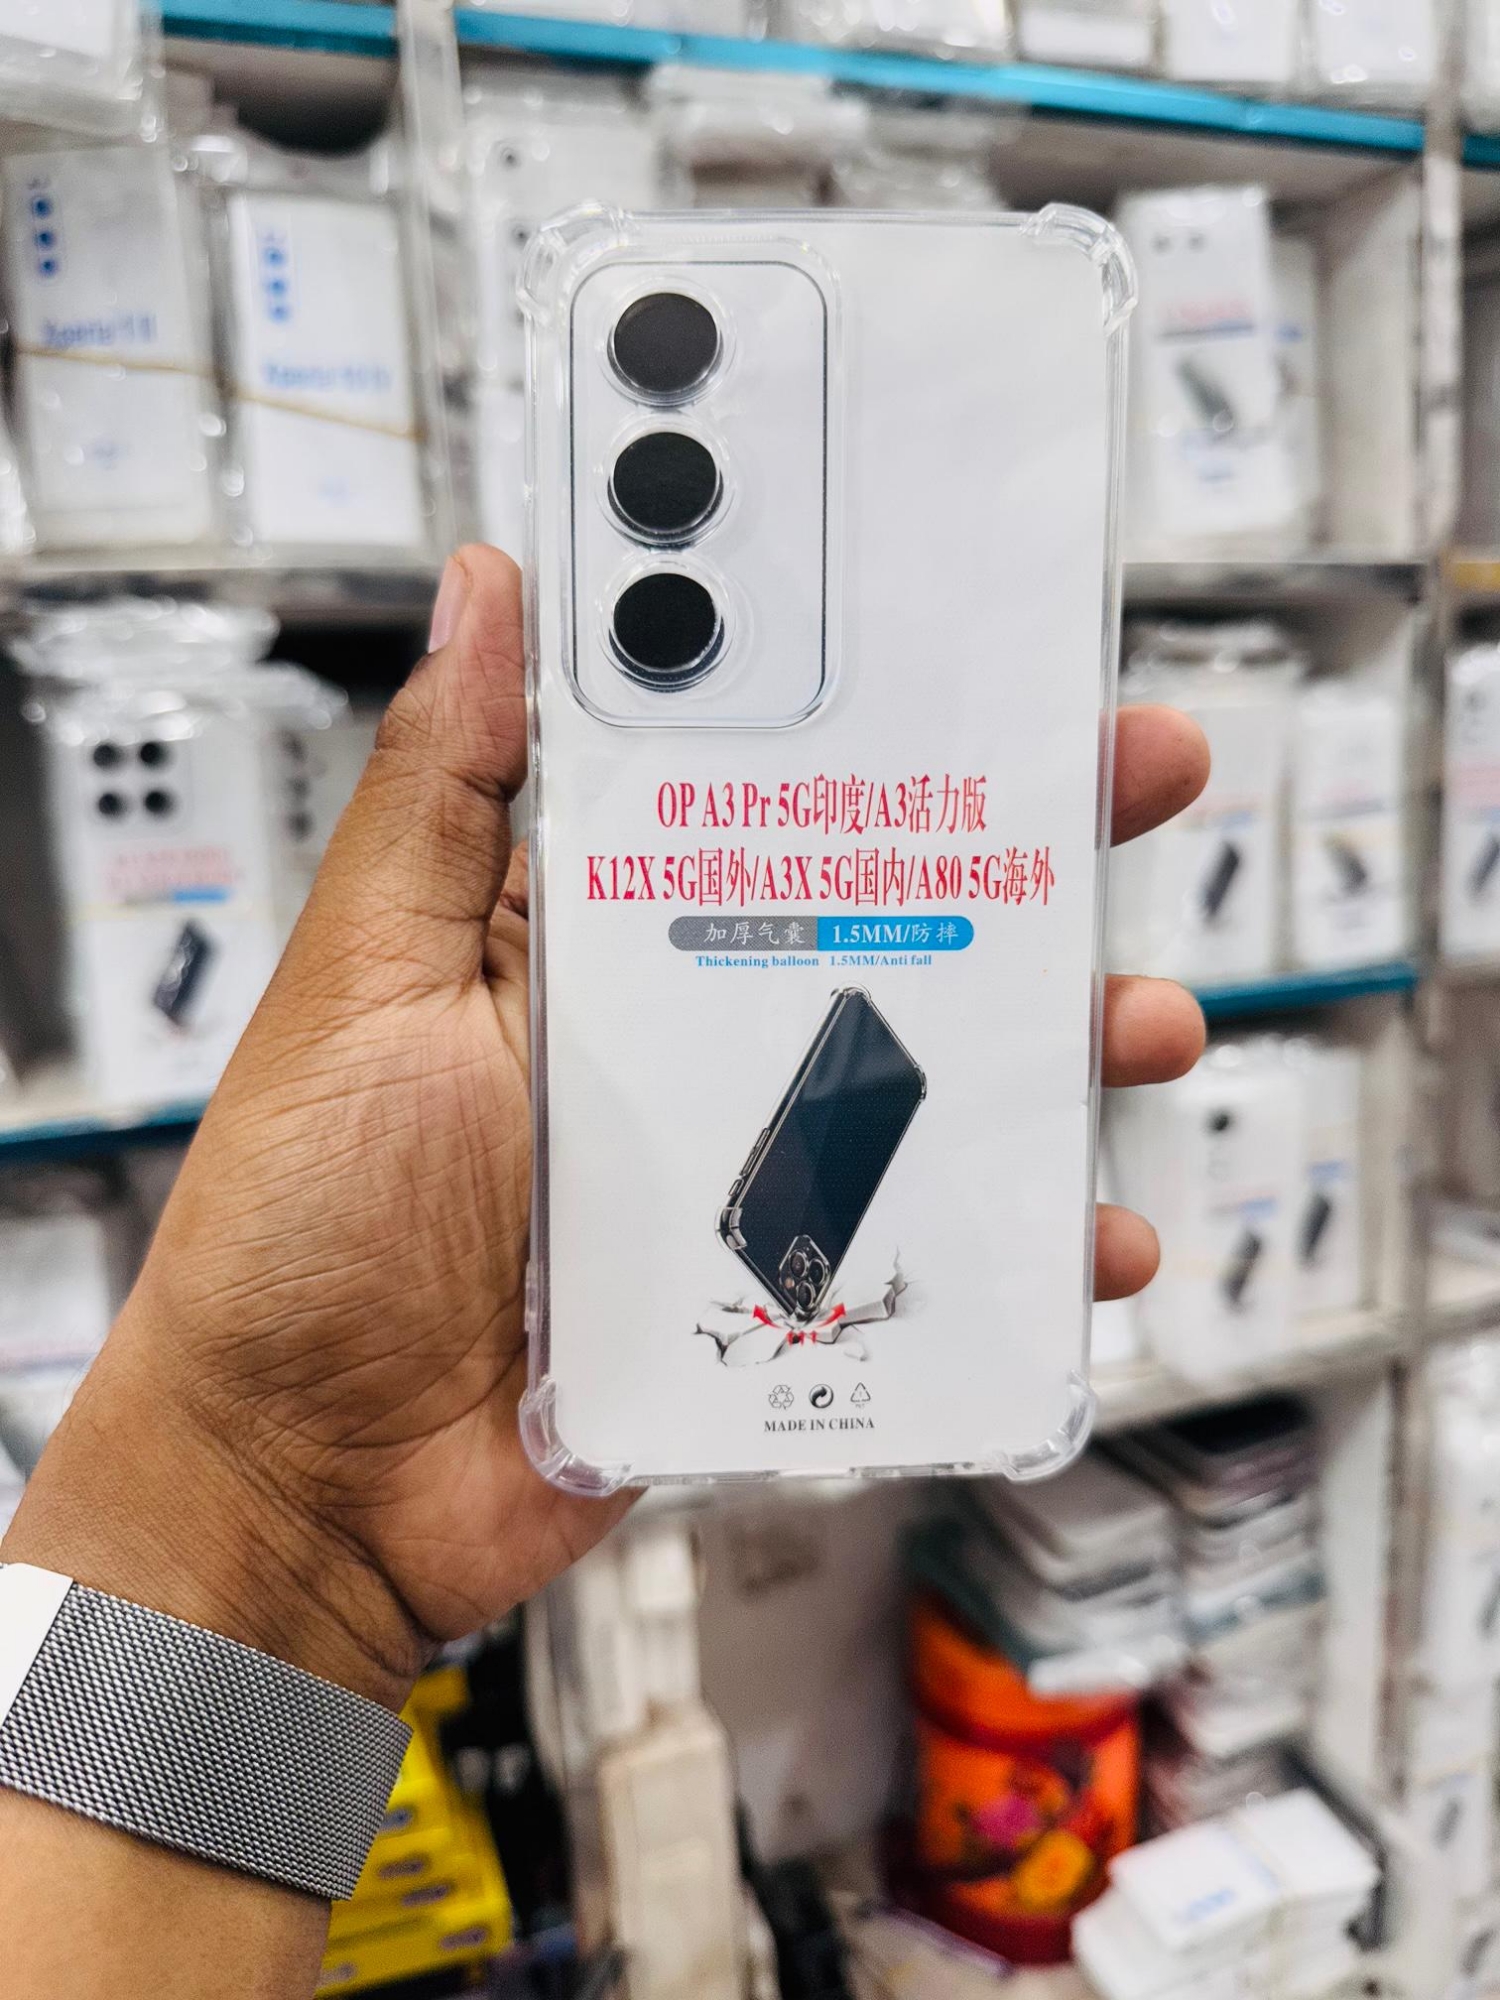 OP A3 Pr 5G印度/A3活力版
K12X 5G国外/A3X 5G国内/A80 5G海外
加厚气囊 1.5MM/防摔
Thickening balloon 1.5MM/Anti fall
MADE IN CHINA